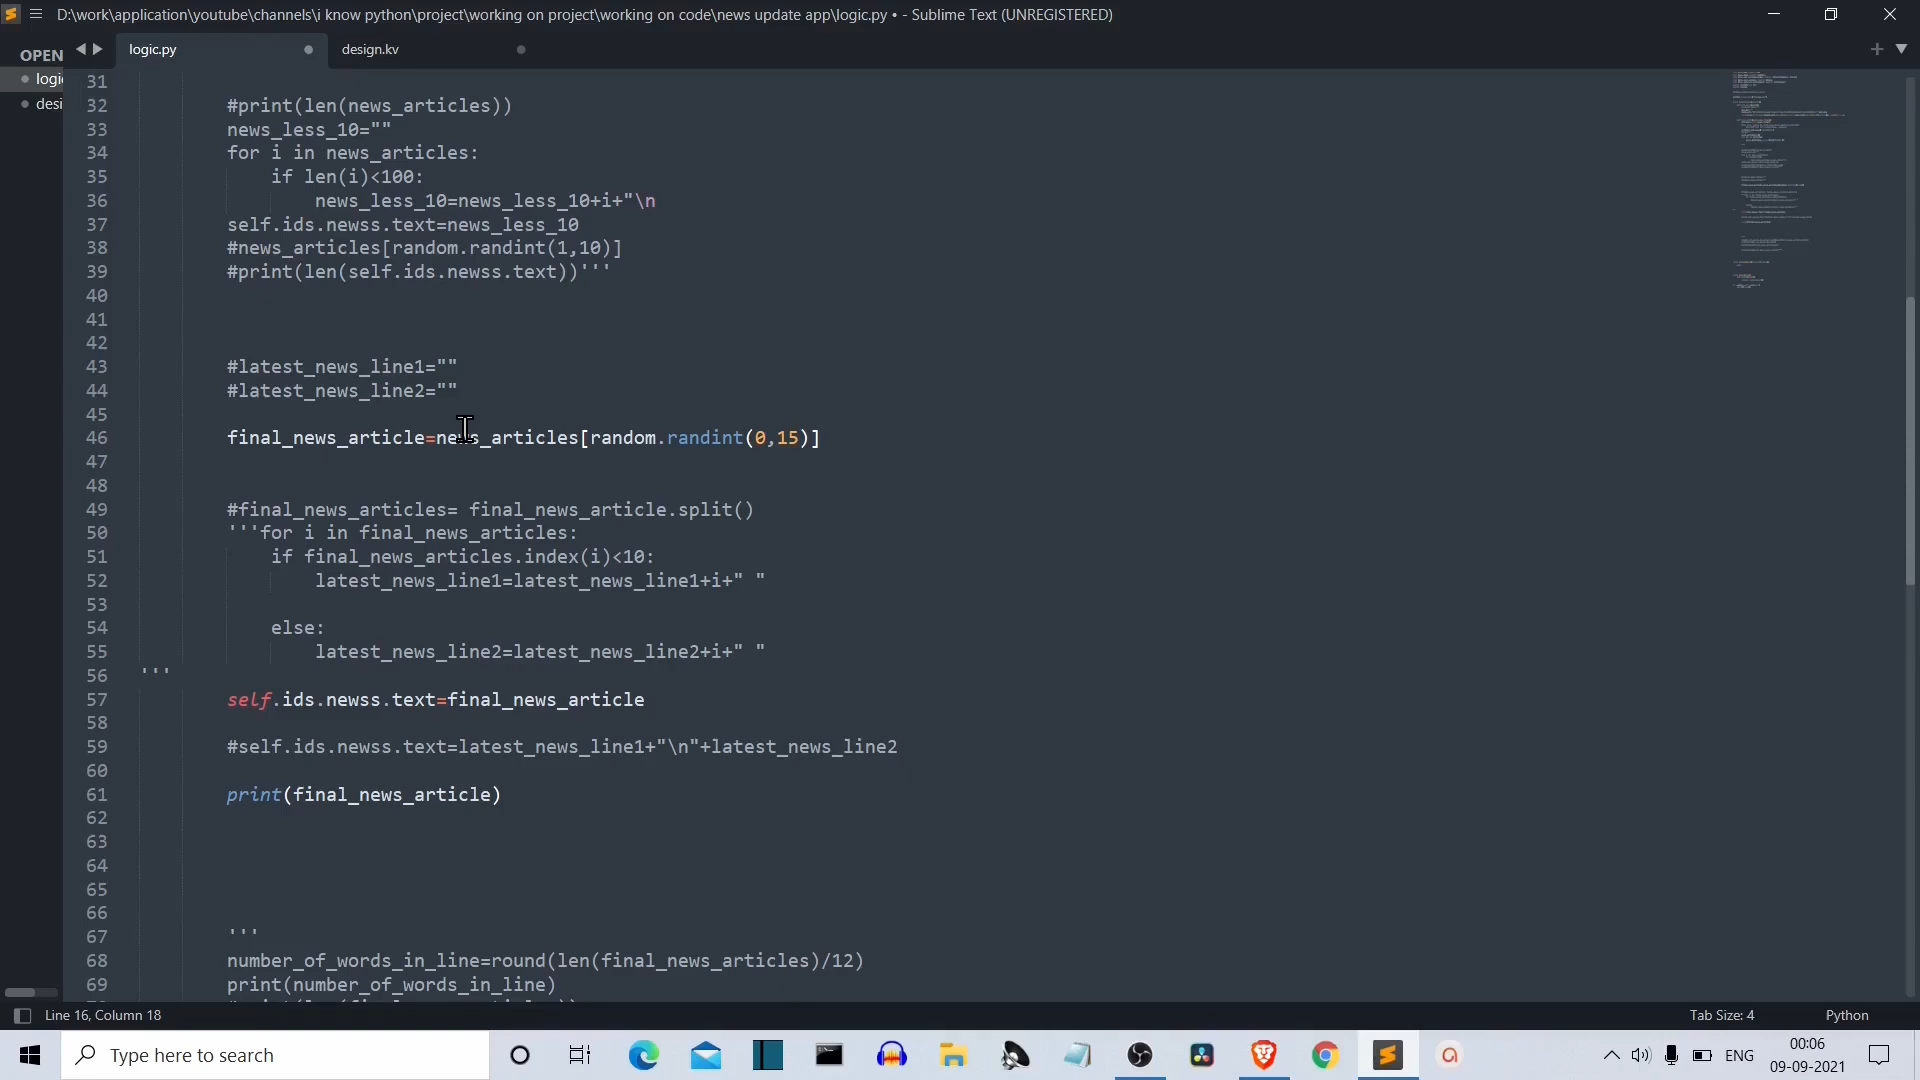 D:\work\application\youtube\channels\i know python\project\working on project\working on code\news update app\logic.py • - Sublime Text (UNREGISTERED)
OPEN
logic.py
design.kv
logi
desi
31
32 #print(len(news_articles))
33 news_less_10=""
34 for i in news_articles:
35 if len(i)<100:
36 news_less_10=news_less_10+i+"\n
37 self.ids.newss.text=news_less_10
38 #news_articles[random.randint(1,10)]
39 #print(len(self.ids.newss.text))'''
40
41
42
43 #latest_news_line1=""
44 #latest_news_line2=""
45
46 final_news_article=news_articles[random.randint(0,15)]
47
48
49 #final_news_articles= final_news_article.split()
50 '''for i in final_news_articles:
51 if final_news_articles.index(i)<10:
52 latest_news_line1=latest_news_line1+i+" "
53
54 else:
55 latest_news_line2=latest_news_line2+i+" "
56 '''
57 self.ids.newss.text=final_news_article
58
59 #self.ids.newss.text=latest_news_line1+"\n"+latest_news_line2
60
61 print(final_news_article)
62
63
64
65
66
67 '''
68 number_of_words_in_line=round(len(final_news_articles)/12)
69 print(number_of_words_in_line)
Line 16, Column 18
Tab Size: 4
Python
Type here to search
ENG
00:06
09-09-2021